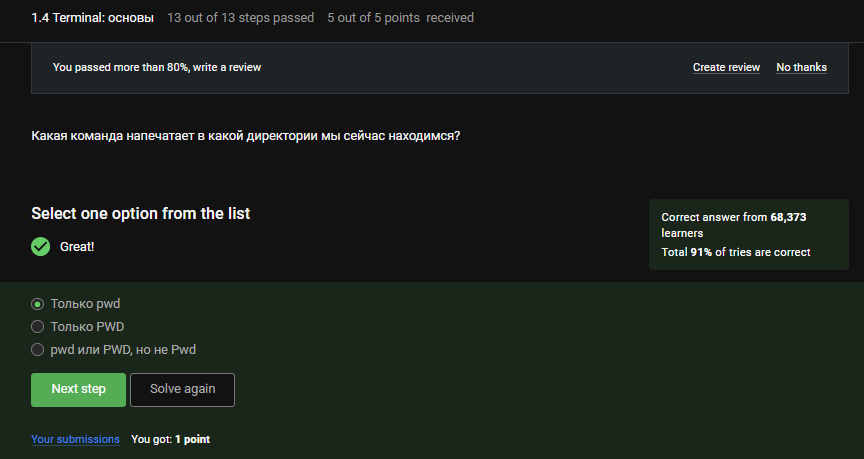 1.4 Terminal: основы 13 out of 13 steps passed 5 out of 5 points received
You passed more than 80%, write a review Create review No thanks
Какая команда напечатает в какой директории мы сейчас находимся?
Select one option from the list
Great!
Correct answer from 68,373
learners
Total 91% of tries are correct
Только pwd
Только PWD
pwd или PWD, но не Pwd
Next step Solve again
Your submissions You got: 1 point